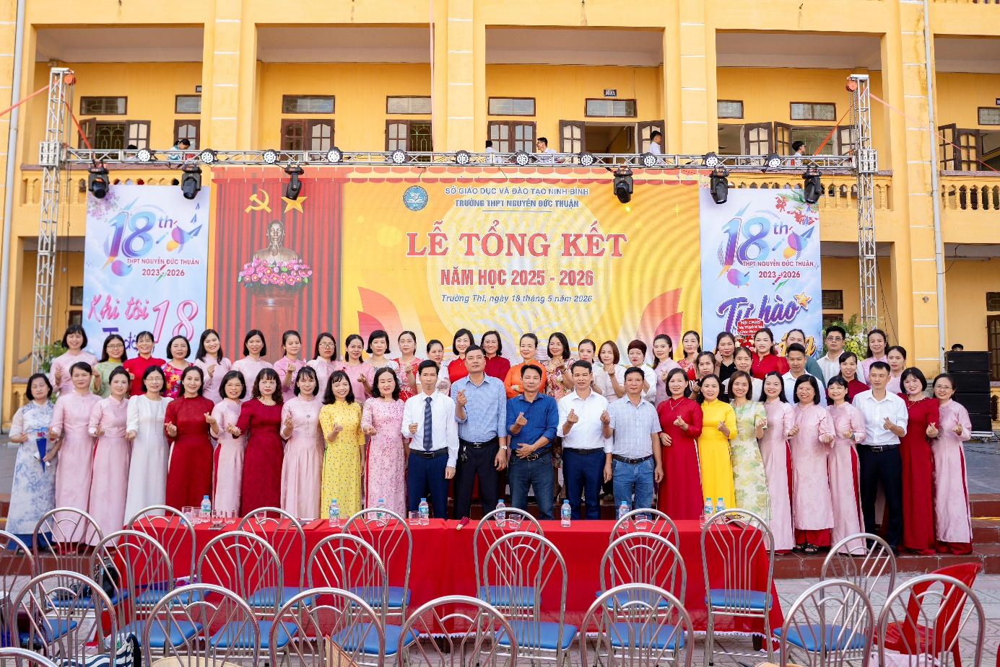 SỞ GIÁO DỤC VÀ ĐÀO TẠO NINH BÌNH
TRƯỜNG THPT NGUYỄN ĐỨC THUẬN
LỄ TỔNG KẾT
NĂM HỌC 2025 - 2026
Trường Thi, ngày 18 tháng 5 năm 2026
18th
THPT NGUYỄN ĐỨC THUẬN
2023 - 2026
Khi tôi 18
18th
THPT NGUYỄN ĐỨC THUẬN
2023 - 2026
Tự hào
HỘI CMHS